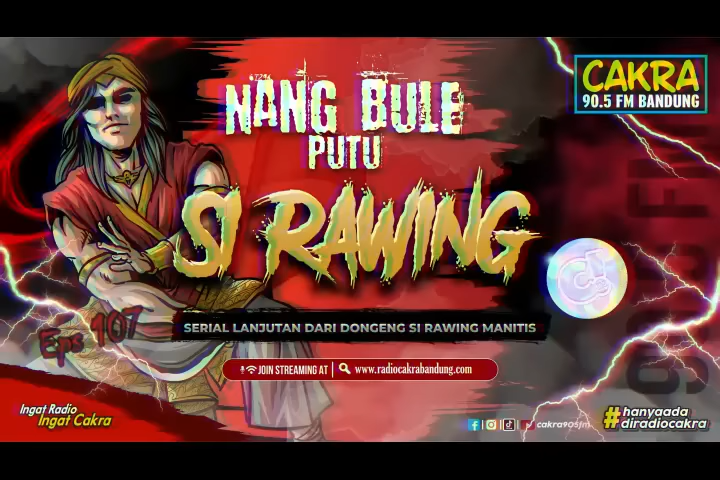 CAKRA
90.5 FM BANDUNG
NANG BULE
PUTU
SI RAWING
SERIAL LANJUTAN DARI DONGENG SI RAWING MANITIS
Eps 107
JOIN STREAMING AT | www.radiocakrabandung.com
Ingat Radio
Ingat Cakra
cakra905fm
#hanyaada
diradiocakra